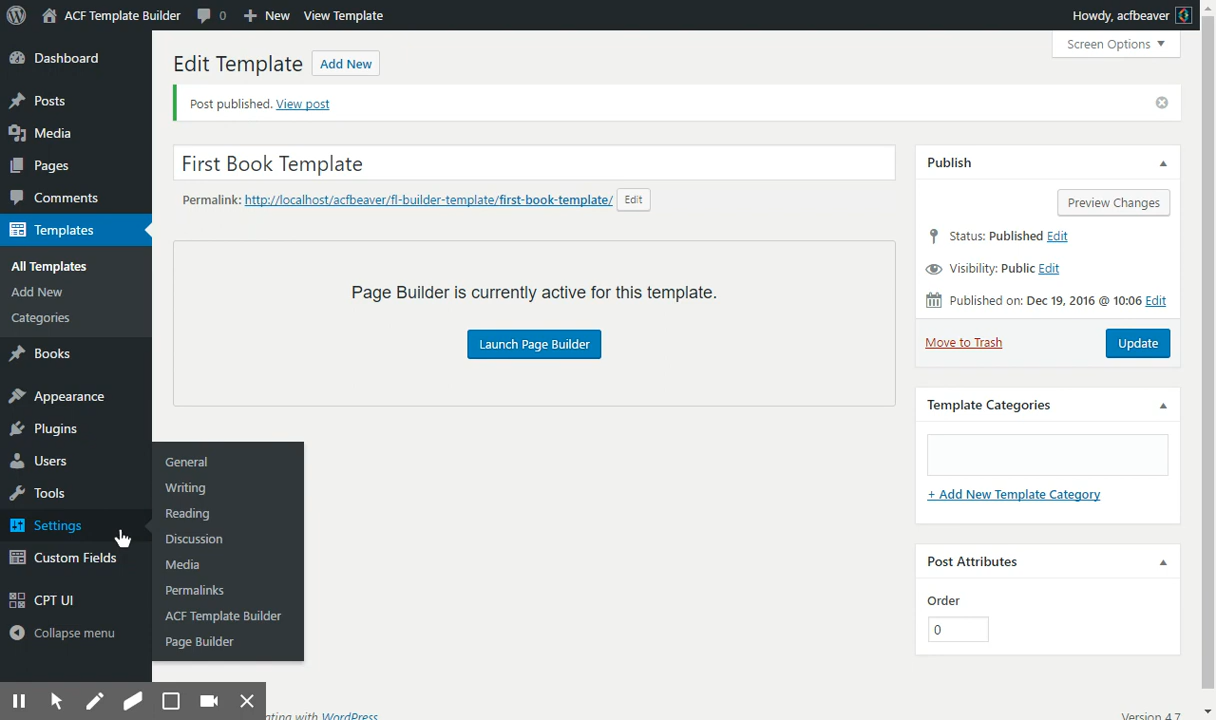 ACF Template Builder 0 New View Template Howdy, acfbeaver
Screen Options
Dashboard
Posts
Media
Pages
Comments
Templates
All Templates
Add New
Categories
Books
Appearance
Plugins
Users
Tools
Settings
Custom Fields
CPT UI
Collapse menu
General
Writing
Reading
Discussion
Media
Permalinks
ACF Template Builder
Page Builder
Edit Template Add New
Post published. View post
First Book Template
Permalink: http://localhost/acfbeaver/fl-builder-template/first-book-template/ Edit
Page Builder is currently active for this template.
Launch Page Builder
Publish
Preview Changes
Status: Published Edit
Visibility: Public Edit
Published on: Dec 19, 2016 @ 10:06 Edit
Move to Trash Update
Template Categories
+ Add New Template Category
Post Attributes
Order
0
with WordPress
Version 4.7